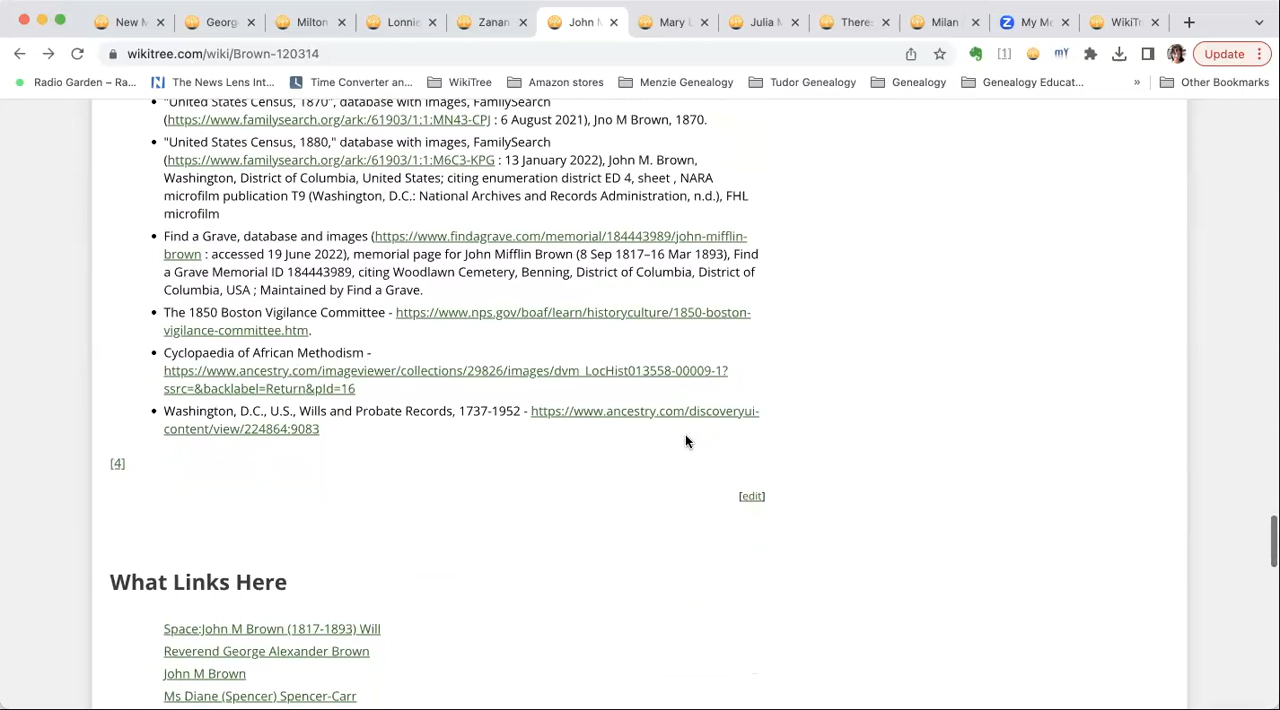 New M
Georg
Milton
Lonnie
Zanan
John M
Mary L
Julia M
Theres
Milan
My Me
WikiTr
wikitree.com/wiki/Brown-120314
[1]
mY
Update
Radio Garden – Ra...
The News Lens Int...
Time Converter an...
WikiTree
Amazon stores
Menzie Genealogy
Tudor Genealogy
Genealogy
Genealogy Educat...
»
Other Bookmarks
"United States Census, 1870", database with images, FamilySearch
(https://www.familysearch.org/ark:/61903/1:1:MN43-CPJ : 6 August 2021), Jno M Brown, 1870.
"United States Census, 1880," database with images, FamilySearch
(https://www.familysearch.org/ark:/61903/1:1:M6C3-KPG : 13 January 2022), John M. Brown,
Washington, District of Columbia, United States; citing enumeration district ED 4, sheet , NARA
microfilm publication T9 (Washington, D.C.: National Archives and Records Administration, n.d.), FHL
microfilm
Find a Grave, database and images (https://www.findagrave.com/memorial/184443989/john-mifflin-
brown : accessed 19 June 2022), memorial page for John Mifflin Brown (8 Sep 1817–16 Mar 1893), Find
a Grave Memorial ID 184443989, citing Woodlawn Cemetery, Benning, District of Columbia, District of
Columbia, USA ; Maintained by Find a Grave.
The 1850 Boston Vigilance Committee - https://www.nps.gov/boaf/learn/historyculture/1850-boston-
vigilance-committee.htm.
Cyclopaedia of African Methodism -
https://www.ancestry.com/imageviewer/collections/29826/images/dvm_LocHist013558-00009-1?
ssrc=&backlabel=Return&pId=16
Washington, D.C., U.S., Wills and Probate Records, 1737-1952 - https://www.ancestry.com/discoveryui-
content/view/224864:9083
[4]
[edit]
What Links Here
Space:John M Brown (1817-1893) Will
Reverend George Alexander Brown
John M Brown
Ms Diane (Spencer) Spencer-Carr